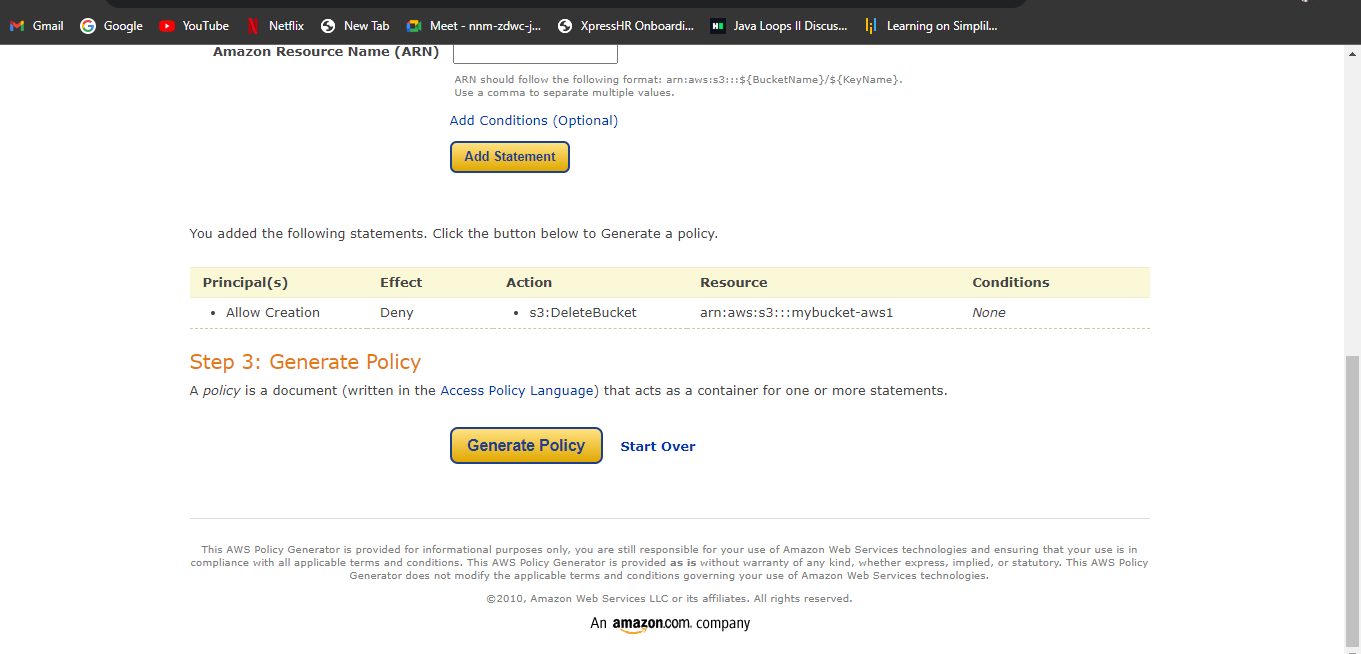 Gmail Google YouTube Netflix New Tab Meet - nnm-zdwc-j... XpressHR Onboardi... Java Loops II Discus... Learning on Simplil...
Amazon Resource Name (ARN)
ARN should follow the following format: arn:aws:s3:::${BucketName}/${KeyName}.
Use a comma to separate multiple values.
Add Conditions (Optional)
Add Statement
You added the following statements. Click the button below to Generate a policy.
Principal(s) Effect Action Resource Conditions
• Allow Creation Deny • s3:DeleteBucket arn:aws:s3:::mybucket-aws1 None
Step 3: Generate Policy
A policy is a document (written in the Access Policy Language) that acts as a container for one or more statements.
Generate Policy Start Over
This AWS Policy Generator is provided for informational purposes only, you are still responsible for your use of Amazon Web Services technologies and ensuring that your use is in
compliance with all applicable terms and conditions. This AWS Policy Generator is provided as is without warranty of any kind, whether express, implied, or statutory. This AWS Policy
Generator does not modify the applicable terms and conditions governing your use of Amazon Web Services technologies.
©2010, Amazon Web Services LLC or its affiliates. All rights reserved.
An amazon.com. company